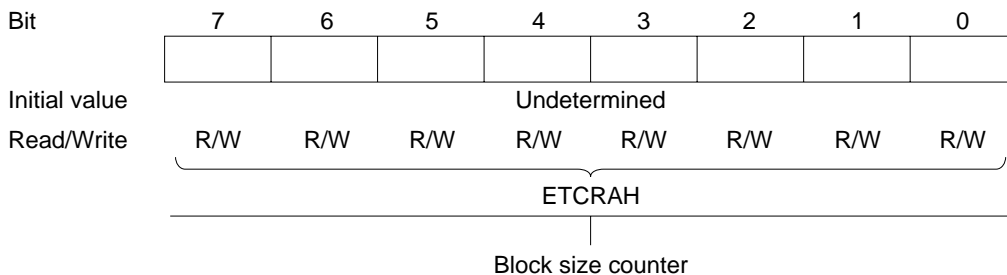 Bit 7 6 5 4 3 2 1 0
Initial value Undetermined
Read/Write R/W R/W R/W R/W R/W R/W R/W R/W
ETCRAH
Block size counter